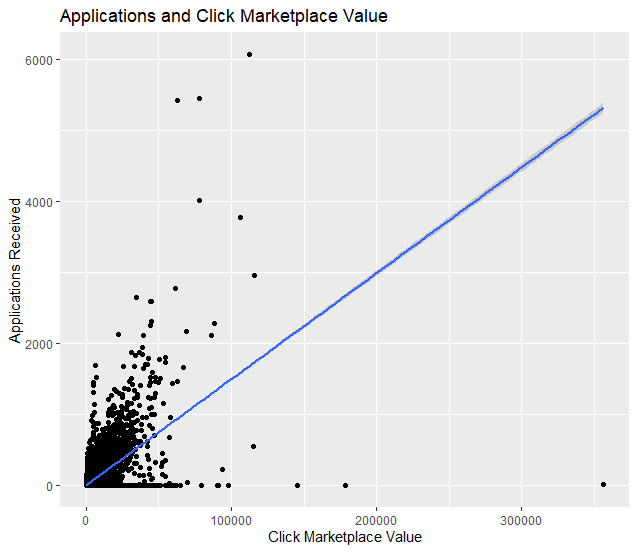 Applications and Click Marketplace Value
Applications Received
6000
4000
2000
0
0 100000 200000 300000
Click Marketplace Value